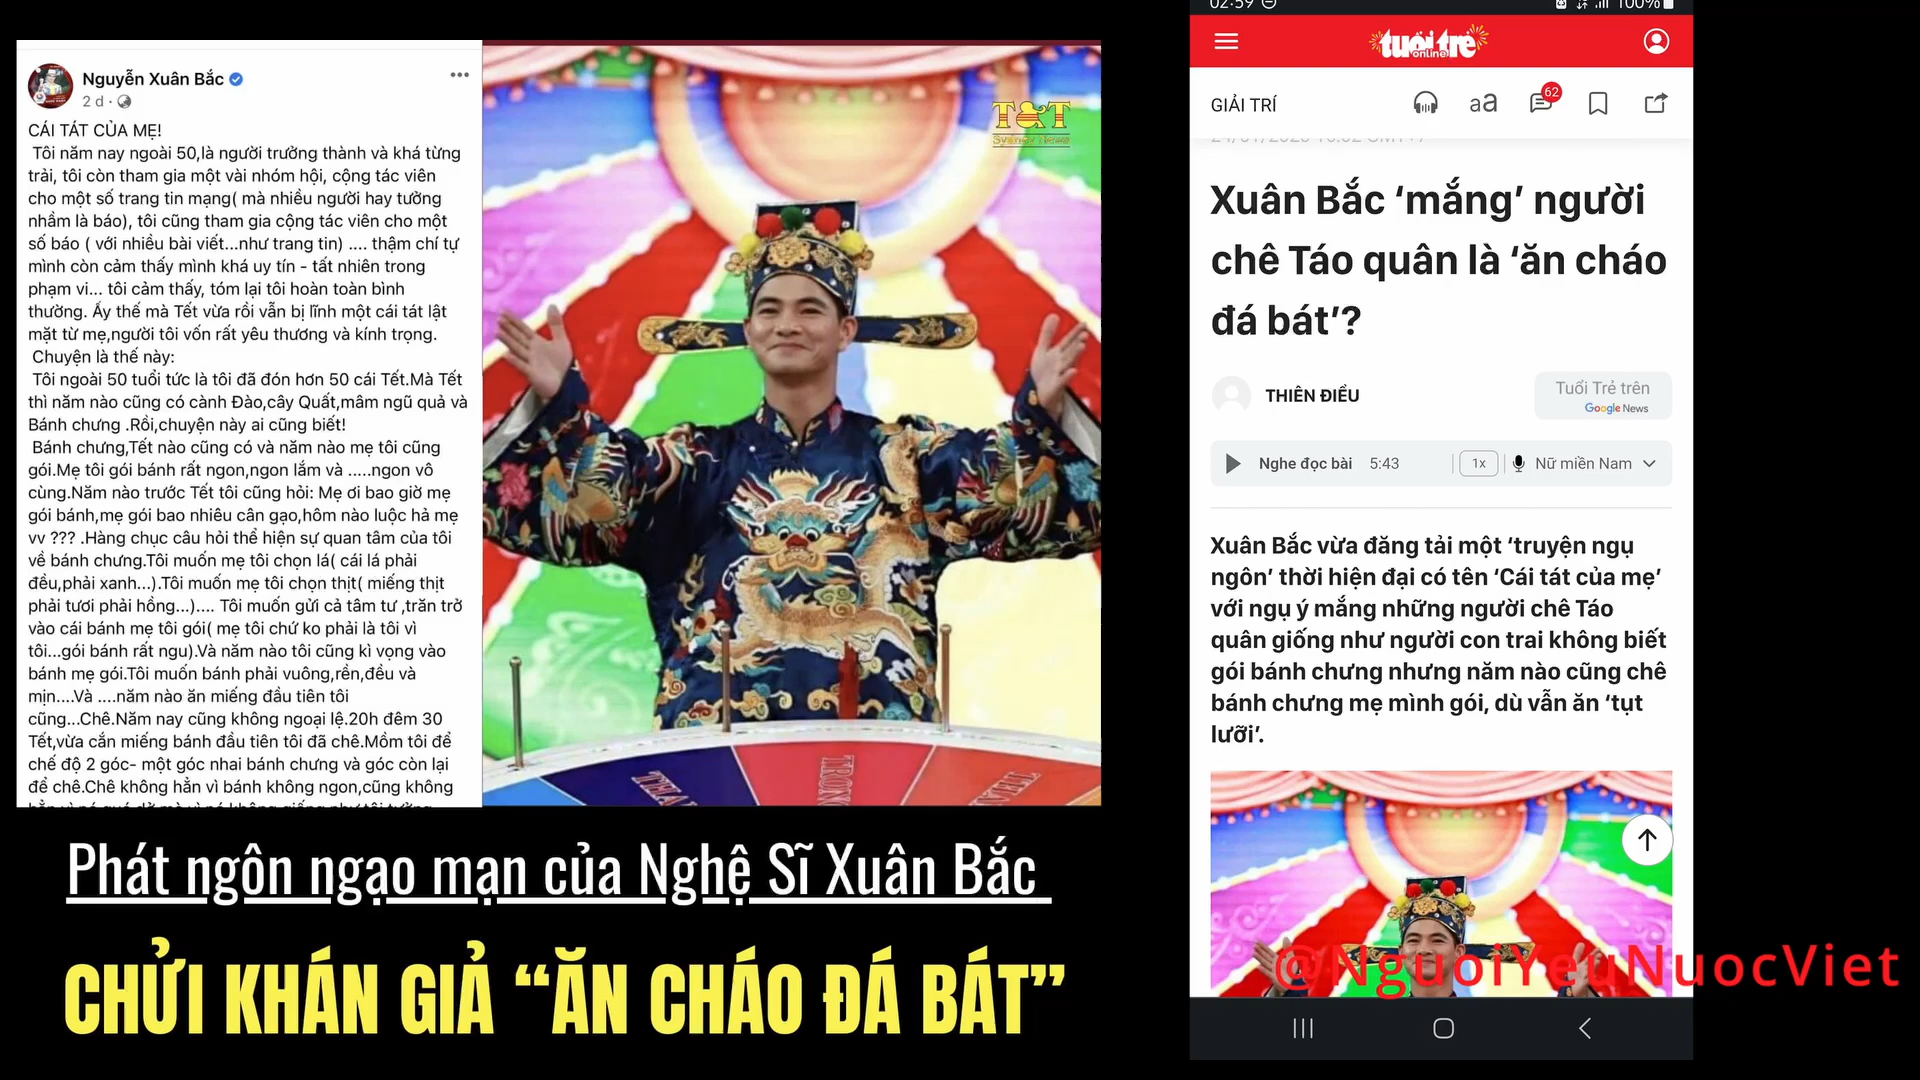 Nguyễn Xuân Bắc
2 d
CÁI TÁT CỦA MẸ!
Tôi năm nay ngoài 50,là người trưởng thành và khá từng
trải, tôi còn tham gia một vài nhóm hội, cộng tác viên
cho một số trang tin mạng( mà nhiều người hay tưởng
nhầm là báo), tôi cũng tham gia cộng tác viên cho một
số báo ( với nhiều bài viết...như trang tin) .... thậm chí tự
mình còn cảm thấy mình khá uy tín - tất nhiên trong
phạm vi... tôi cảm thấy, tóm lại tôi hoàn toàn bình
thường. Ấy thế mà Tết vừa rồi vẫn bị lĩnh một cái tát lật
mặt từ mẹ,người tôi vốn rất yêu thương và kính trọng.
Chuyện là thế này:
Tôi ngoài 50 tuổi tức là tôi đã đón hơn 50 cái Tết.Mà Tết
thì năm nào cũng có cành Đào,cây Quất,mâm ngũ quả và
Bánh chưng .Rồi,chuyện này ai cũng biết!
Bánh chưng,Tết nào cũng có và năm nào mẹ tôi cũng
gói.Mẹ tôi gói bánh rất ngon,ngon lắm và .....ngon vô
cùng.Năm nào trước Tết tôi cũng hỏi: Mẹ ơi bao giờ mẹ
gói bánh,mẹ gói bao nhiêu cân gạo,hôm nào luộc hả mẹ
vv ??? .Hàng chục câu hỏi thể hiện sự quan tâm của tôi
về bánh chưng.Tôi muốn mẹ tôi chọn lá( cái lá phải
đều,phải xanh...).Tôi muốn mẹ tôi chọn thịt( miếng thịt
phải tươi phải hồng...).... Tôi muốn gửi cả tâm tư ,trăn trở
vào cái bánh mẹ tôi gói( mẹ tôi chứ ko phải là tôi vì
tôi...gói bánh rất ngu).Và năm nào tôi cũng kì vọng vào
bánh mẹ gói.Tôi muốn bánh phải vuông,rền,đều và
mịn....Và ....năm nào ăn miếng đầu tiên tôi
cũng...Chê.Năm nay cũng không ngoại lệ.20h đêm 30
Tết,vừa cắn miếng bánh đầu tiên tôi đã chê.Mồm tôi để
chế độ 2 góc- một góc nhai bánh chưng và góc còn lại
để chê.Chê không hẳn vì bánh không ngon,cũng không
T&T
Sydney News
Phát ngôn ngạo mạn của Nghệ Sĩ Xuân Bắc
CHỬI KHÁN GIẢ “ĂN CHÁO ĐÁ BÁT”
02:59
100%
tuổi trẻ
online
GIẢI TRÍ
aA
62
Xuân Bắc ‘mắng’ người
chê Táo quân là ‘ăn cháo
đá bát’?
THIÊN ĐIỂU
Tuổi Trẻ trên
Google News
Nghe đọc bài 5:43 1x Nữ miền Nam
Xuân Bắc vừa đăng tải một ‘truyện ngụ
ngôn’ thời hiện đại có tên ‘Cái tát của mẹ’
với ngụ ý mắng những người chê Táo
quân giống như người con trai không biết
gói bánh chưng nhưng năm nào cũng chê
bánh chưng mẹ mình gói, dù vẫn ăn ‘tụt
lưỡi’.
@NguoiYeuNuocViet